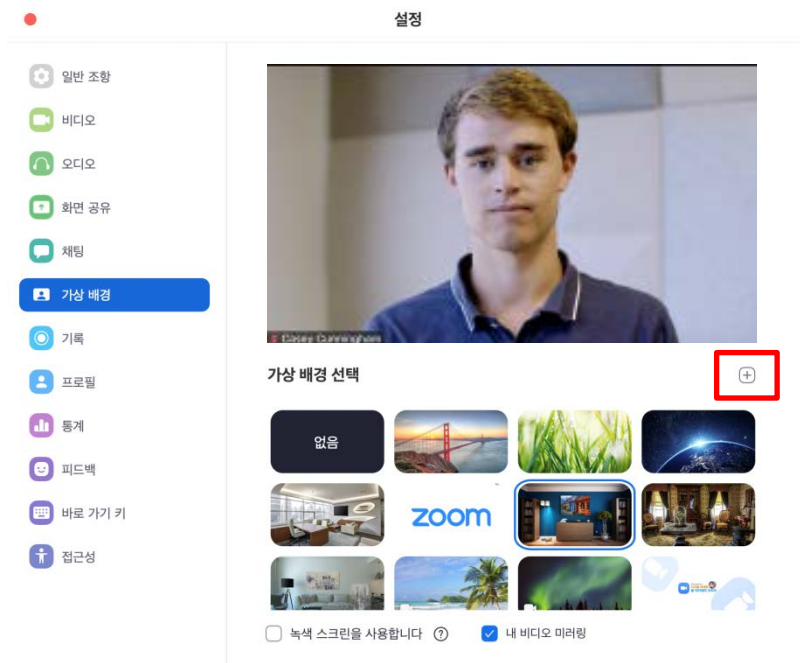 설정
일반 조항
비디오
오디오
화면 공유
채팅
가상 배경
기록
프로필
통계
피드백
바로 가기 키
접근성
Casey Cunningham
가상 배경 선택
없음
zoom
녹색 스크린을 사용합니다 ?
내 비디오 미러링